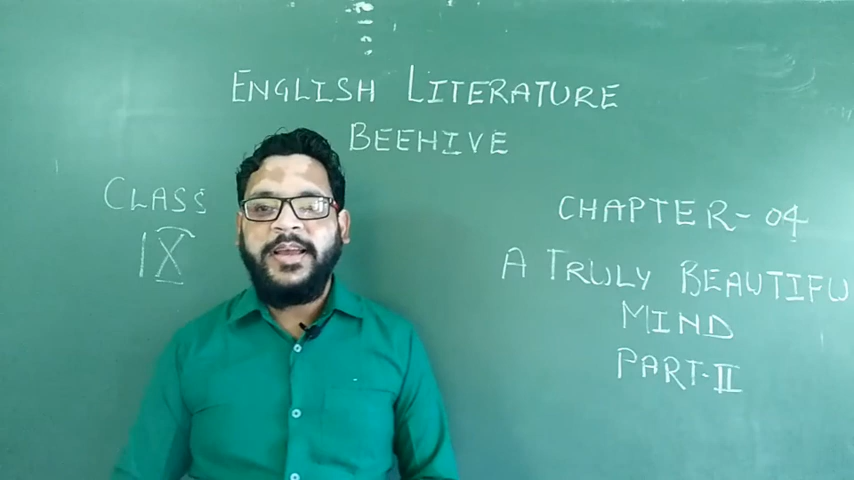 ENGLISH LITERATURE
BEEHIVE
CLASS
IX
CHAPTER-04
A TRULY BEAUTIFU
MIND
PART-II